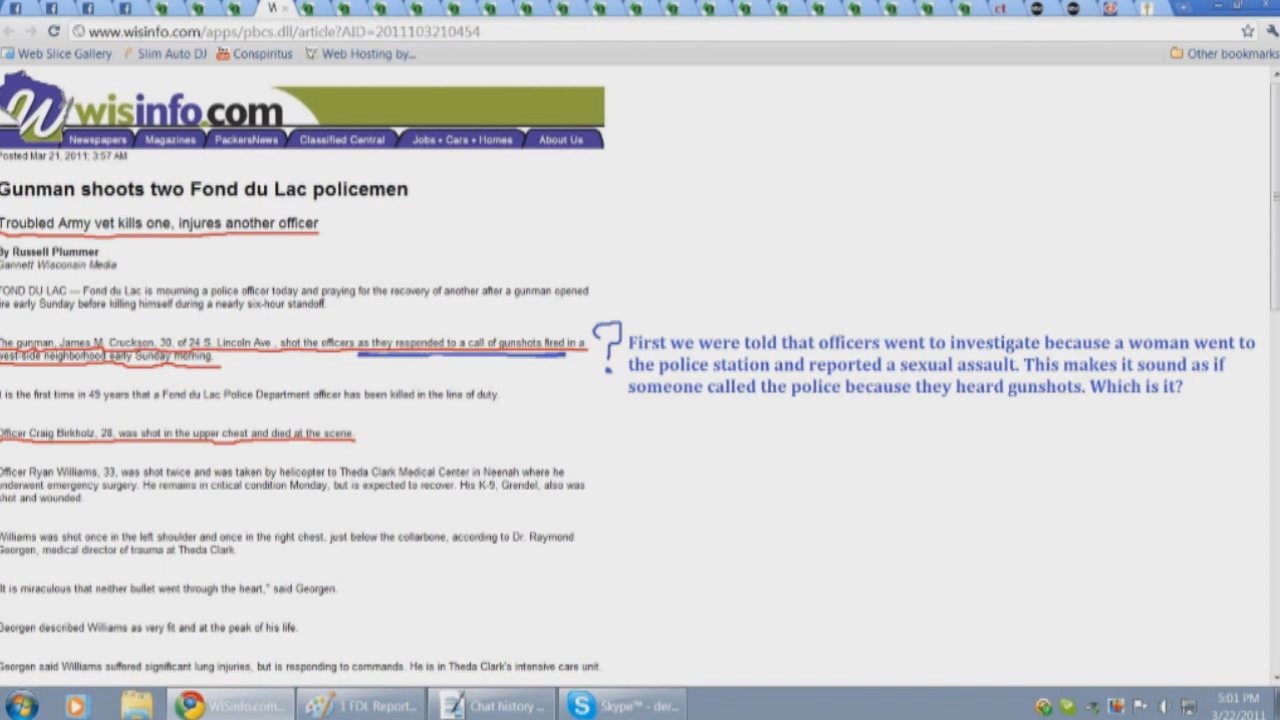 www.wisinfo.com/apps/pbcs.dll/article?AID=2011103210454
Web Slice Gallery Slim Auto DJ Conspiritus Web Hosting by... Other bookmarks
W wisinfo.com
Newspapers Magazines PackersNews Classified Central Jobs • Cars • Homes About Us
Posted Mar 21, 2011; 3:57 AM
Gunman shoots two Fond du Lac policemen
Troubled Army vet kills one, injures another officer
By Russell Plummer
Gannett Wisconsin Media
FOND DU LAC — Fond du Lac is mourning a police officer today and praying for the recovery of another after a gunman opened
fire early Sunday before killing himself during a nearly six-hour standoff.
The gunman, James M. Cruckson, 30, of 24 S. Lincoln Ave., shot the officers as they responded to a call of gunshots fired in a
west-side neighborhood early Sunday morning.
? First we were told that officers went to investigate because a woman went to
the police station and reported a sexual assault. This makes it sound as if
someone called the police because they heard gunshots. Which is it?
It is the first time in 49 years that a Fond du Lac Police Department officer has been killed in the line of duty.
Officer Craig Birkholz, 28, was shot in the upper chest and died at the scene.
Officer Ryan Williams, 33, was shot twice and was taken by helicopter to Theda Clark Medical Center in Neenah where he
underwent emergency surgery. He remains in critical condition Monday, but is expected to recover. His K-9, Grendel, also was
shot and wounded.
Williams was shot once in the left shoulder and once in the right chest, just below the collarbone, according to Dr. Raymond
Georgen, medical director of trauma at Theda Clark.
"It is miraculous that neither bullet went through the heart," said Georgen.
Georgen described Williams as very fit and at the peak of his life.
Georgen said Williams suffered significant lung injuries, but is responding to commands. He is in Theda Clark's intensive care unit.
WISinfo.com... 1 FDL Report... Chat history ... Skype™ - der... 5:01 PM
3/22/2011